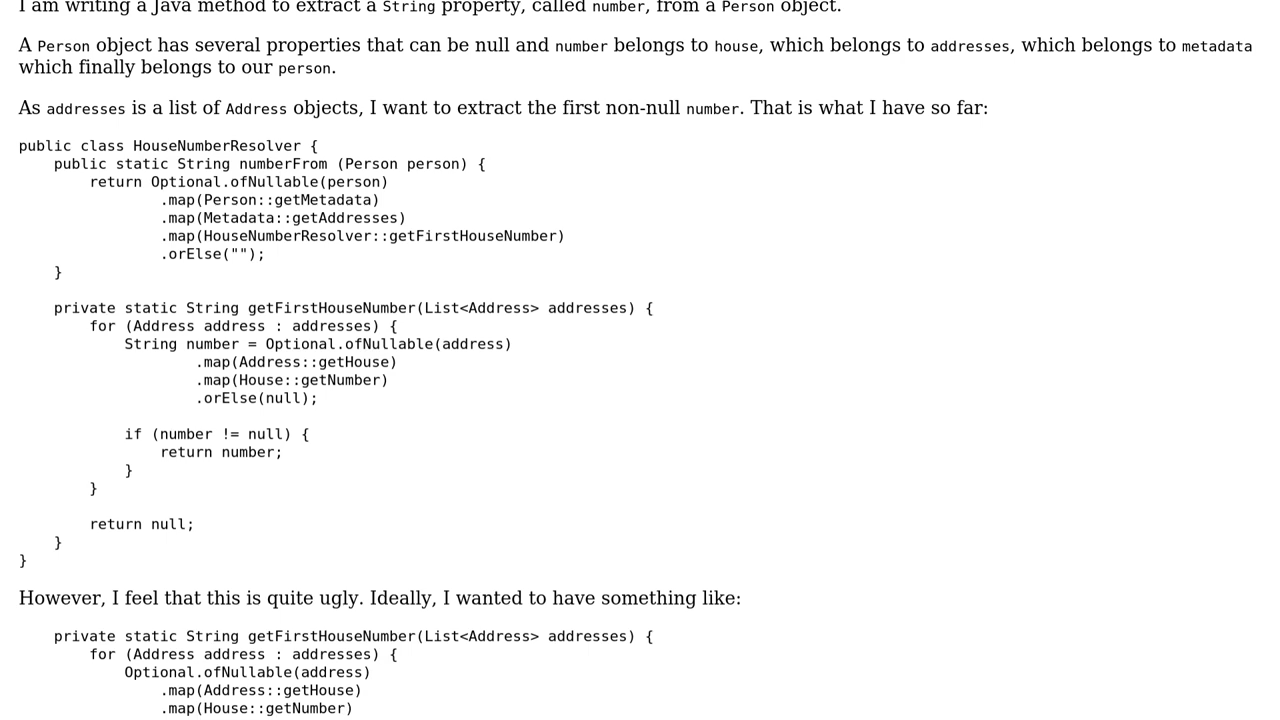 I am writing a Java method to extract a String property, called number, from a Person object.
A Person object has several properties that can be null and number belongs to house, which belongs to addresses, which belongs to metadata
which finally belongs to our person.
As addresses is a list of Address objects, I want to extract the first non-null number. That is what I have so far:
public class HouseNumberResolver {
    public static String numberFrom (Person person) {
        return Optional.ofNullable(person)
                .map(Person::getMetadata)
                .map(Metadata::getAddresses)
                .map(HouseNumberResolver::getFirstHouseNumber)
                .orElse("");
    }
    private static String getFirstHouseNumber(List<Address> addresses) {
        for (Address address : addresses) {
            String number = Optional.ofNullable(address)
                    .map(Address::getHouse)
                    .map(House::getNumber)
                    .orElse(null);
            if (number != null) {
                return number;
            }
        }
        return null;
    }
}
However, I feel that this is quite ugly. Ideally, I wanted to have something like:
    private static String getFirstHouseNumber(List<Address> addresses) {
        for (Address address : addresses) {
            Optional.ofNullable(address)
                .map(Address::getHouse)
                .map(House::getNumber)